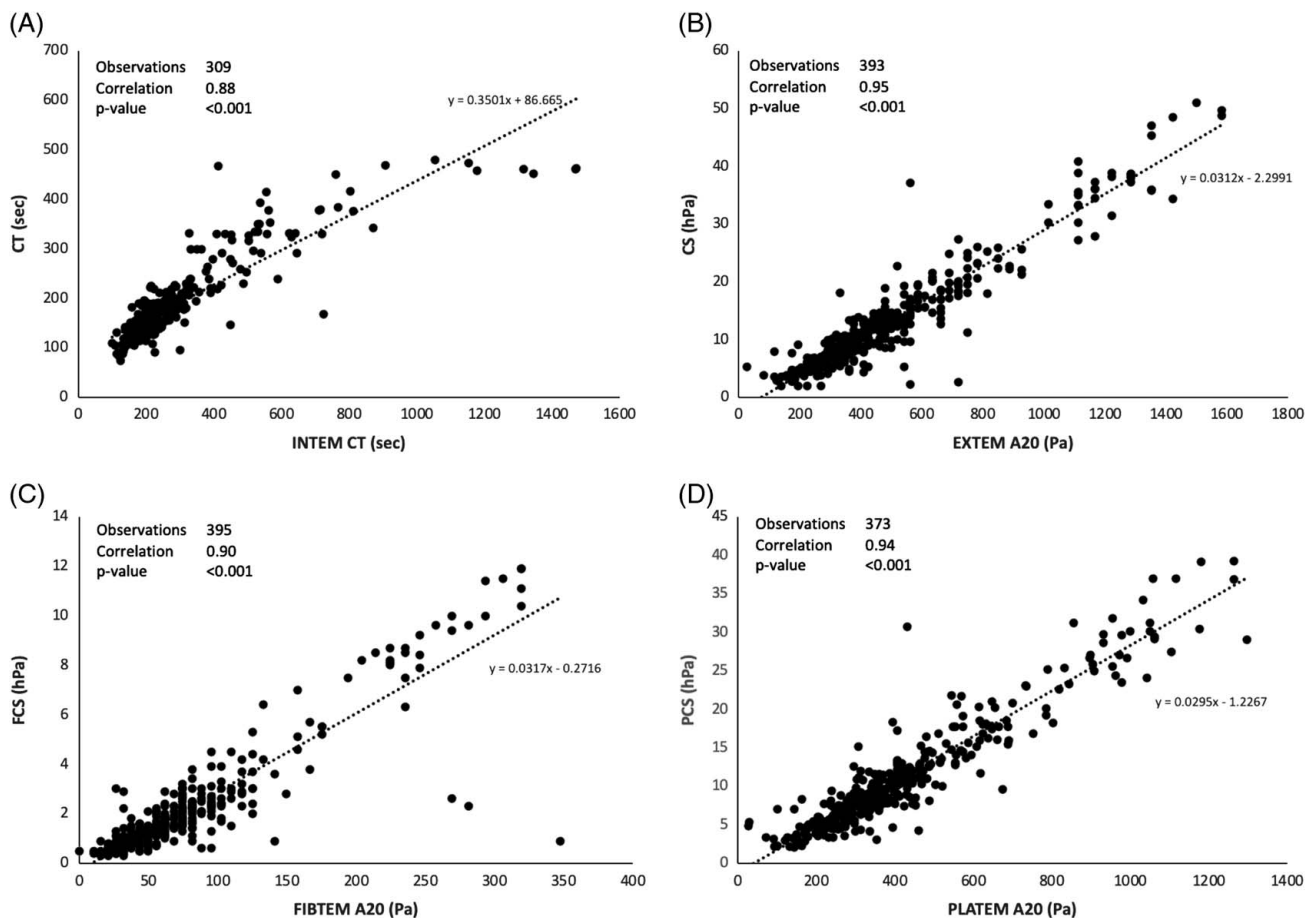 (A)
700
600
500
400
300
200
100
0
CT (sec)
Observations 309
Correlation 0.88
p-value <0.001
y = 0.3501x + 86.665
0 200 400 600 800 1000 1200 1400 1600
INTEM CT (sec)
(B)
60
50
40
30
20
10
0
CS (hPa)
Observations 393
Correlation 0.95
p-value <0.001
y = 0.0312x - 2.2991
0 200 400 600 800 1000 1200 1400 1600 1800
EXTEM A20 (Pa)
(C)
14
12
10
8
6
4
2
0
FCS (hPa)
Observations 395
Correlation 0.90
p-value <0.001
y = 0.0317x - 0.2716
0 50 100 150 200 250 300 350 400
FIBTEM A20 (Pa)
(D)
45
40
35
30
25
20
15
10
5
0
PCS (hPa)
Observations 373
Correlation 0.94
p-value <0.001
y = 0.0295x - 1.2267
0 200 400 600 800 1000 1200 1400
PLATEM A20 (Pa)